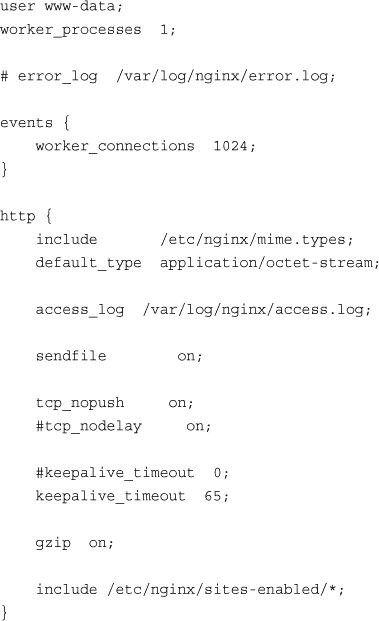 user www-data;
worker_processes  1;
# error_log  /var/log/nginx/error.log;
events {
    worker_connections  1024;
}
http {
    include       /etc/nginx/mime.types;
    default_type  application/octet-stream;
    access_log  /var/log/nginx/access.log;
    sendfile        on;
    tcp_nopush     on;
    #tcp_nodelay     on;
    #keepalive_timeout  0;
    keepalive_timeout  65;
    gzip  on;
    include /etc/nginx/sites-enabled/*;
}